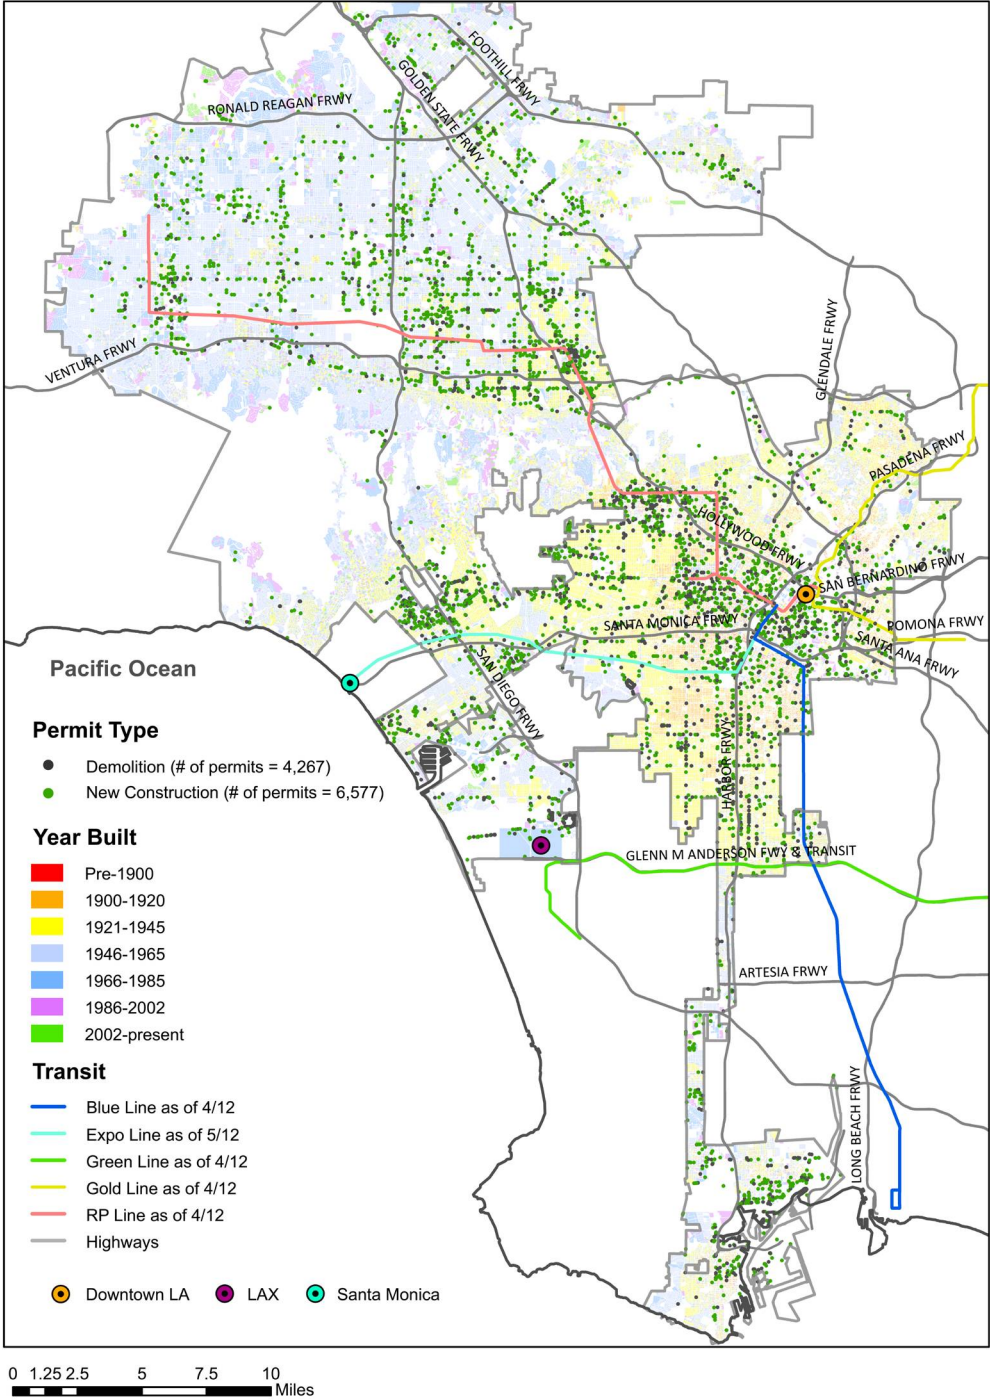 FOOTHILL FRWY
GOLDEN STATE FRWY
RONALD REAGAN FRWY
VENTURA FRWY
GLENDALE FRWY
PASADENA FRWY
HOLLYWOOD FRWY
SAN BERNARDINO FRWY
SANTA MONICA FRWY
POMONA FRWY
SANTA ANA FRWY
SAN DIEGO FRWY
HARBOR FRWY
GLENN M ANDERSON FWY & TRANSIT
ARTESIA FRWY
LONG BEACH FRWY
Pacific Ocean
Permit Type
Demolition (# of permits = 4,267)
New Construction (# of permits = 6,577)
Year Built
Pre-1900
1900-1920
1921-1945
1946-1965
1966-1985
1986-2002
2002-present
Transit
Blue Line as of 4/12
Expo Line as of 5/12
Green Line as of 4/12
Gold Line as of 4/12
RP Line as of 4/12
Highways
Downtown LA LAX Santa Monica
0 1.25 2.5 5 7.5 10
Miles